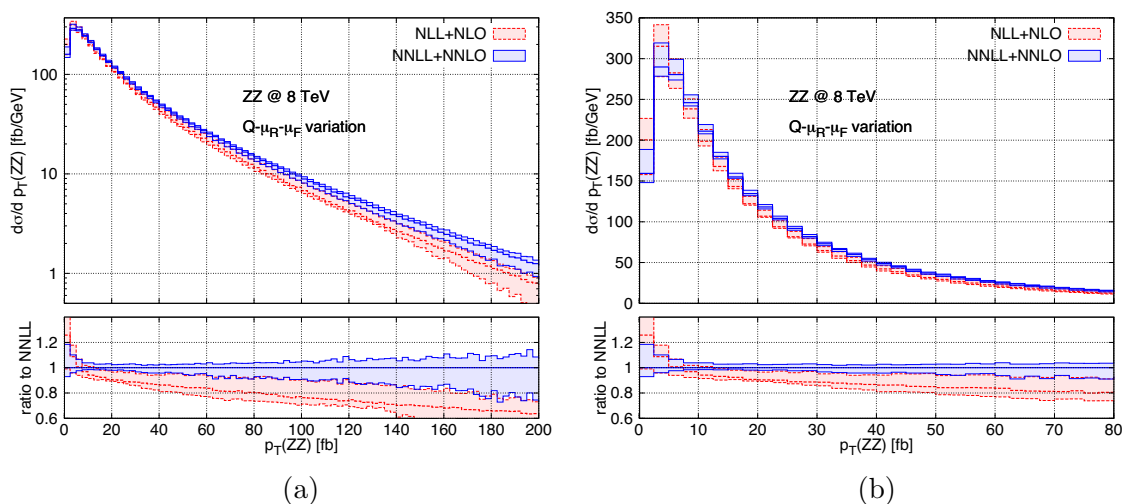 NLL+NLO
NNLL+NNLO
ZZ @ 8 TeV
Q-μR-μF variation
dσ/d pT(ZZ) [fb/GeV]
100
10
1
ratio to NNLL
1.2
1
0.8
0.6
0 20 40 60 80 100 120 140 160 180 200
pT(ZZ) [fb]
(a)
NLL+NLO
NNLL+NNLO
ZZ @ 8 TeV
Q-μR-μF variation
dσ/d pT(ZZ) [fb/GeV]
350
300
250
200
150
100
50
0
ratio to NNLL
1.2
1
0.8
0.6
0 10 20 30 40 50 60 70 80
pT(ZZ) [fb]
(b)